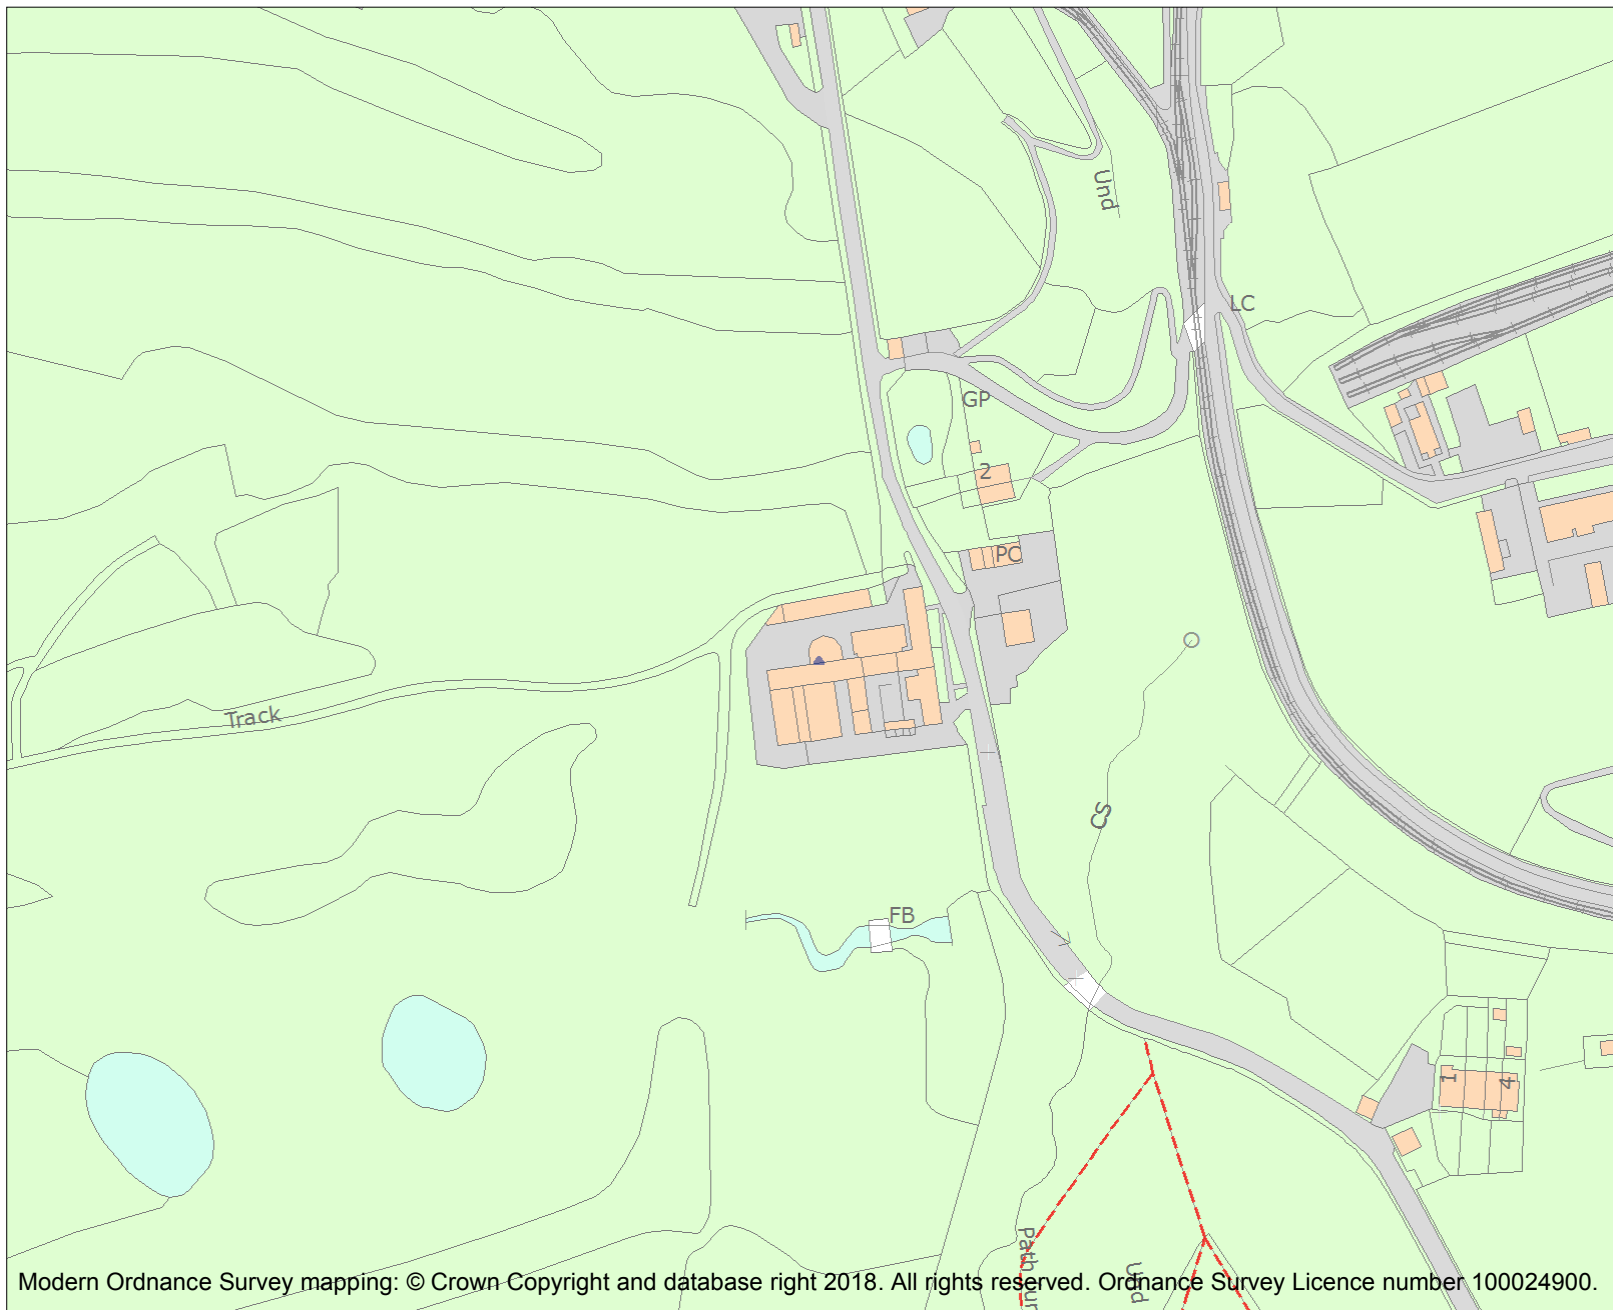 Und
LC
GP
2
PC
Track
CS
FB
1
4
Path
Und
Modern Ordnance Survey mapping: © Crown Copyright and database right 2018. All rights reserved. Ordnance Survey Licence number 100024900.